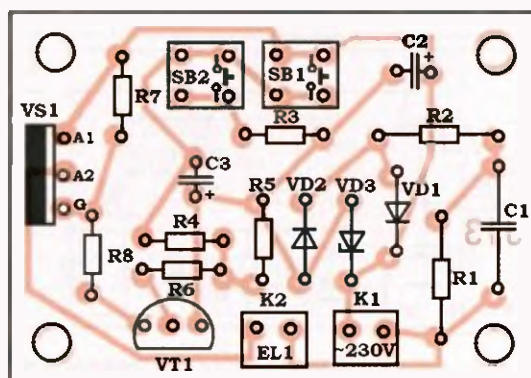 C2
+
VS1
SB2
SB1
R7
A1
R3
R2
A2
C3
+
G
R5
VD2
VD3
VD1
C1
R4
R8
R6
R1
K2
K1
EL1
~230V
VT1